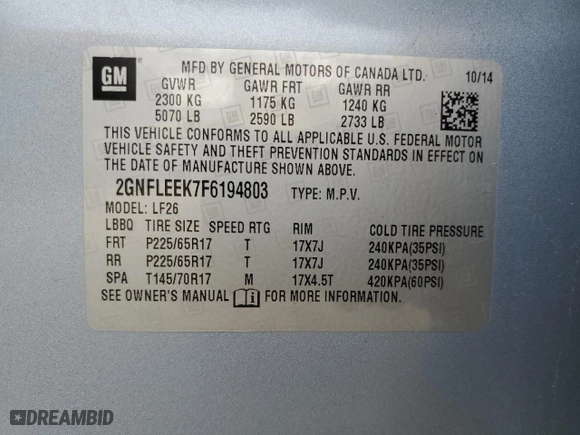 GM
MFD BY GENERAL MOTORS OF CANADA LTD. 10/14
GVWR GAWR FRT GAWR RR
2300 KG 1175 KG 1240 KG
5070 LB 2590 LB 2733 LB
THIS VEHICLE CONFORMS TO ALL APPLICABLE U.S. FEDERAL MOTOR
VEHICLE SAFETY AND THEFT PREVENTION STANDARDS IN EFFECT ON
THE DATE OF MANUFACTURE SHOWN ABOVE.
2GNFLEEK7F6194803 TYPE: M.P.V.
MODEL: LF26
LBBQ TIRE SIZE SPEED RTG RIM COLD TIRE PRESSURE
FRT P225/65R17 T 17X7J 240KPA(35PSI)
RR P225/65R17 T 17X7J 240KPA(35PSI)
SPA T145/70R17 M 17X4.5T 420KPA(60PSI)
SEE OWNER'S MANUAL FOR MORE INFORMATION.
DREAMBID